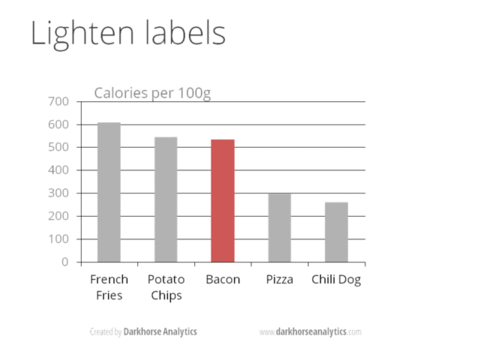 Lighten labels
Calories per 100g
700
600
500
400
300
200
100
0
French Fries
Potato Chips
Bacon
Pizza
Chili Dog
Created by Darkhorse Analytics
www.darkhorseanalytics.com